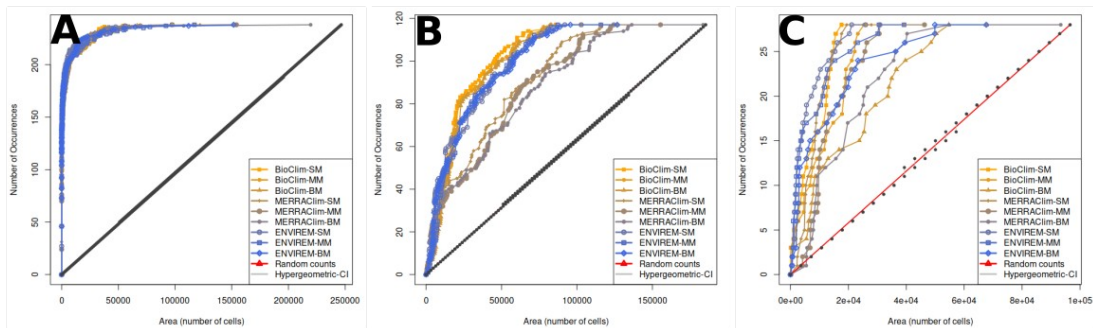 A
Number of Occurrences
200
150
100
50
0
BioClim-SM
BioClim-MM
BioClim-BM
MERRAClim-SM
MERRAClim-MM
MERRAClim-BM
ENVIREM-SM
ENVIREM-MM
ENVIREM-BM
Random counts
Hypergeometric-CI
0 50000 100000 150000 200000 250000
Area (number of cells)
B
Number of Occurrences
120
100
80
60
40
20
0
BioClim-SM
BioClim-MM
BioClim-BM
MERRAClim-SM
MERRAClim-MM
MERRAClim-BM
ENVIREM-SM
ENVIREM-MM
ENVIREM-BM
Random counts
Hypergeometric-CI
0 50000 100000 150000
Area (number of cells)
C
Number of Occurrences
25
20
15
10
5
0
BioClim-SM
BioClim-MM
BioClim-BM
MERRAClim-SM
MERRAClim-MM
MERRAClim-BM
ENVIREM-SM
ENVIREM-MM
ENVIREM-BM
Random counts
Hypergeometric-CI
0e+00 2e+04 4e+04 6e+04 8e+04 1e+05
Area (number of cells)